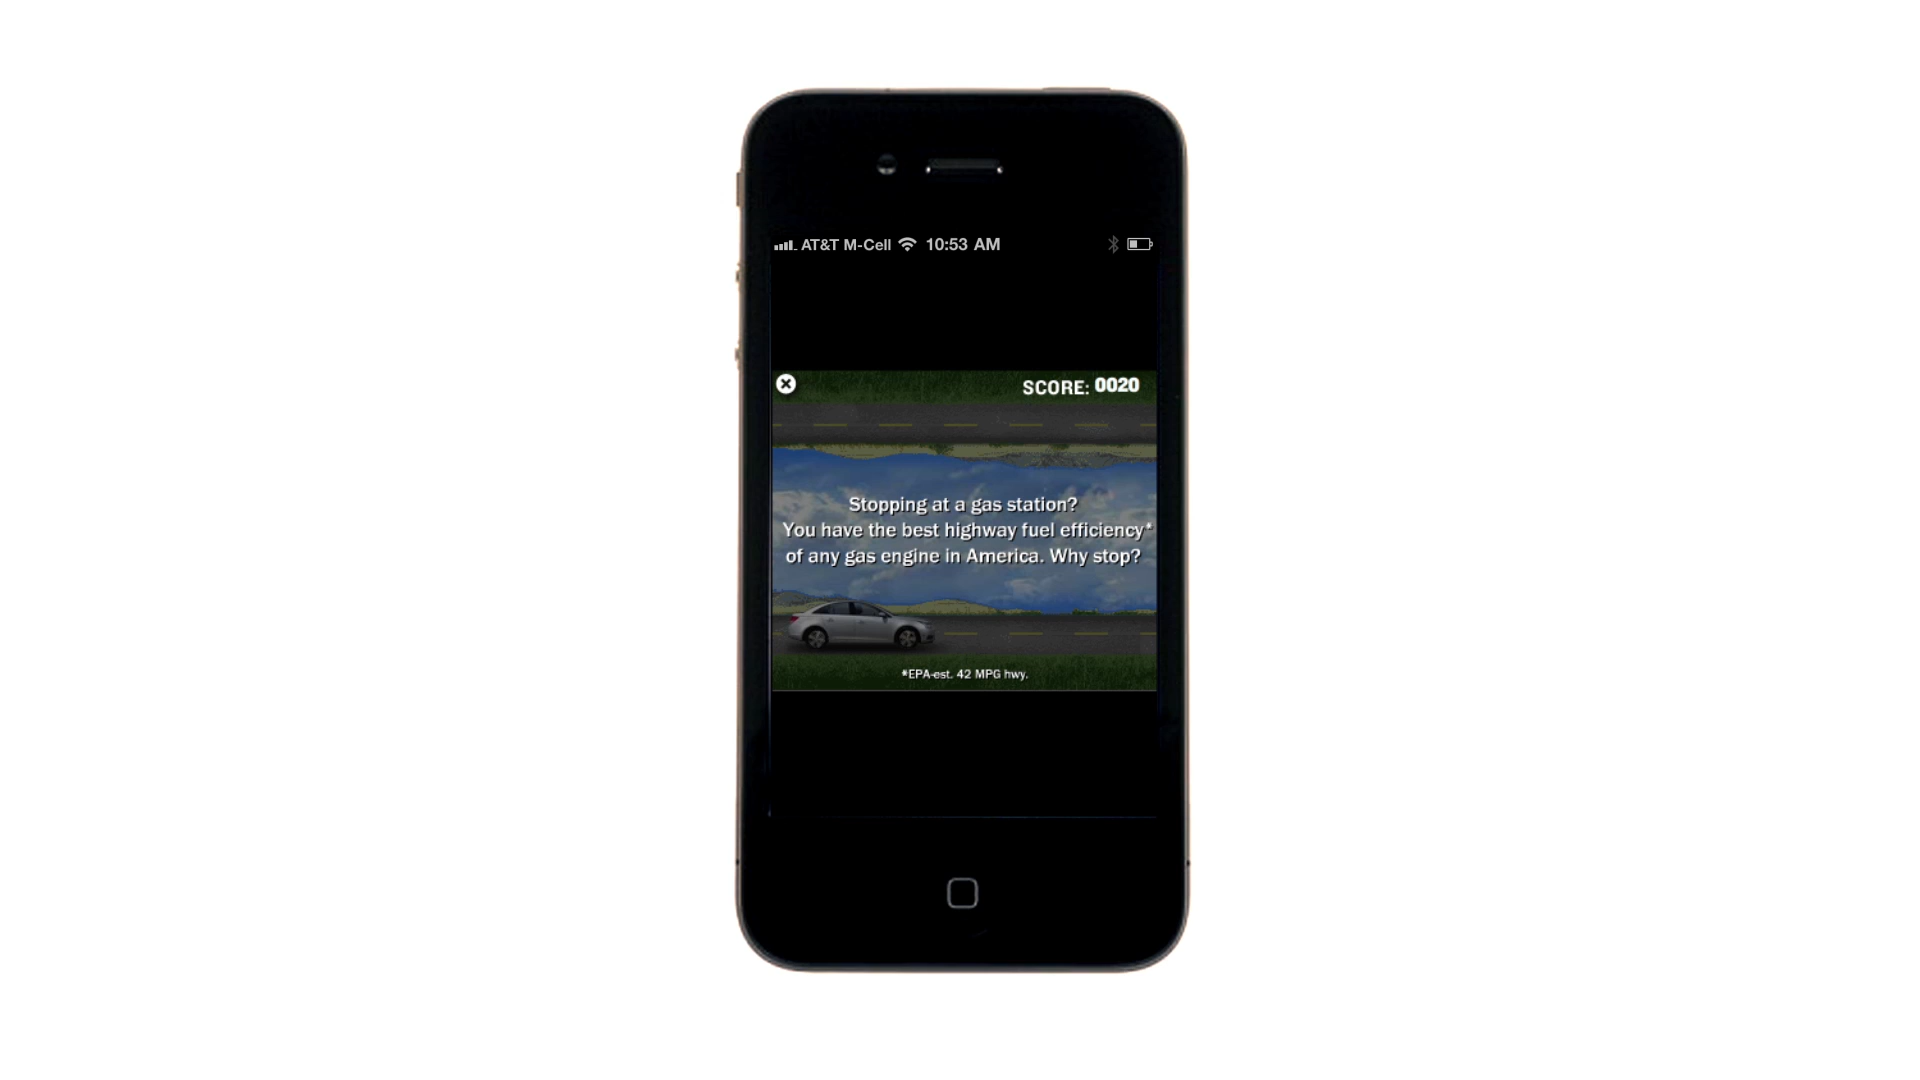 AT&T M-Cell 10:53 AM
SCORE: 0020
Stopping at a gas station?
You have the best highway fuel efficiency*
of any gas engine in America. Why stop?
*EPA-est. 42 MPG hwy.